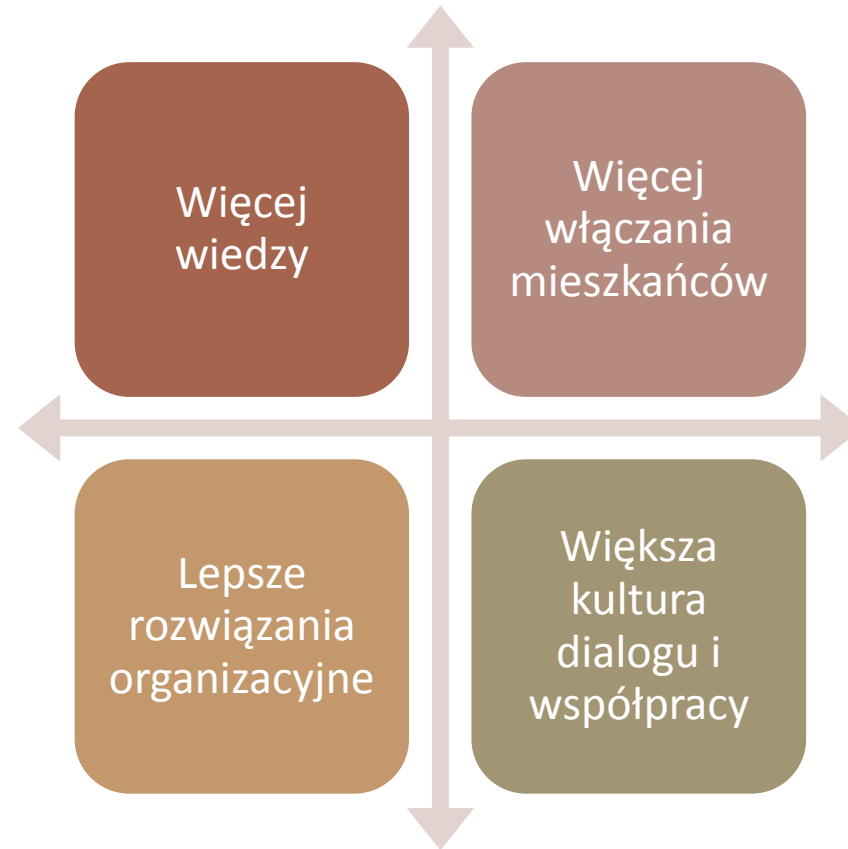 Więcej
wiedzy
Więcej
włączania
mieszkańców
Lepsze
rozwiązania
organizacyjne
Większa
kultura
dialogu i
współpracy